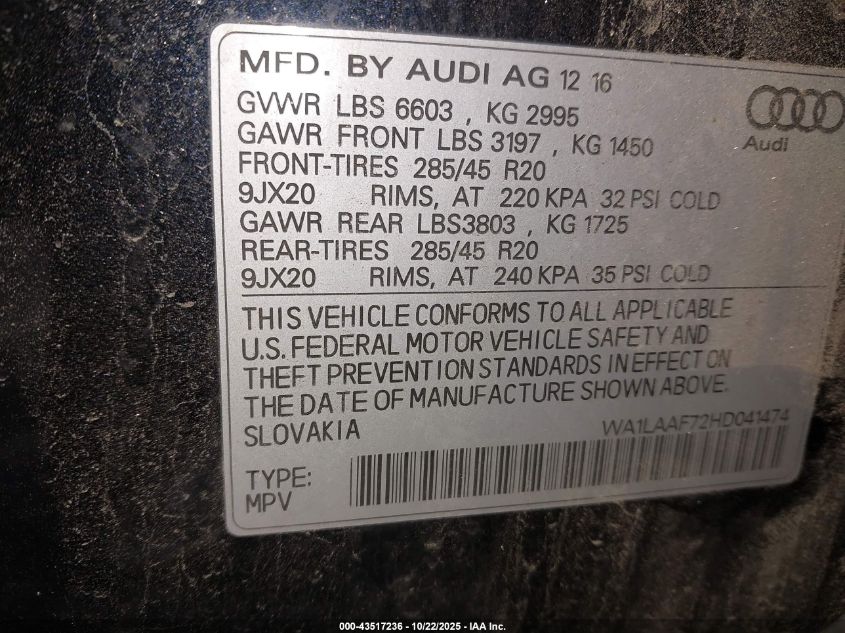 MFD. BY AUDI AG 12 16
GVWR LBS 6603 , KG 2995
GAWR FRONT LBS 3197 , KG 1450
FRONT-TIRES 285/45 R20
9JX20 RIMS, AT 220 KPA 32 PSI COLD
GAWR REAR LBS3803 , KG 1725
REAR-TIRES 285/45 R20
9JX20 RIMS, AT 240 KPA 35 PSI COLD
Audi
THIS VEHICLE CONFORMS TO ALL APPLICABLE
U.S. FEDERAL MOTOR VEHICLE SAFETY AND
THEFT PREVENTION STANDARDS IN EFFECT ON
THE DATE OF MANUFACTURE SHOWN ABOVE.
SLOVAKIA WA1LAAF72HD041474
TYPE:
MPV
000-43517236 - 10/22/2025 - IAA Inc.